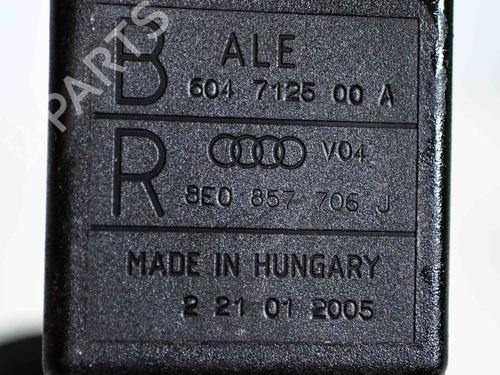 B PARTS
B ALE
604 7125 00 A
R V04
8E0 857 706 J
MADE IN HUNGARY
2 21 01 2005